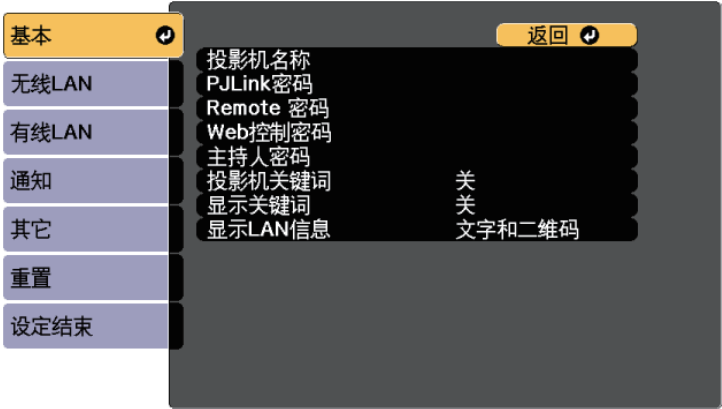 基本
无线LAN
有线LAN
通知
其它
重置
设定结束
返回
投影机名称
PJLink密码
Remote 密码
Web控制密码
主持人密码
投影机关键词 关
显示关键词 关
显示LAN信息 文字和二维码